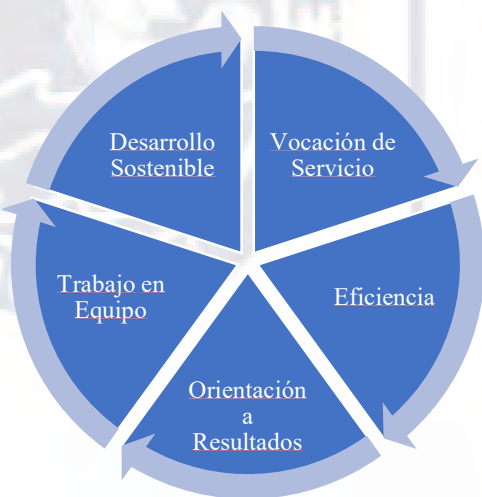 Desarrollo
Sostenible
Vocación de
Servicio
Trabajo en
Equipo
Eficiencia
Orientación
a
Resultados